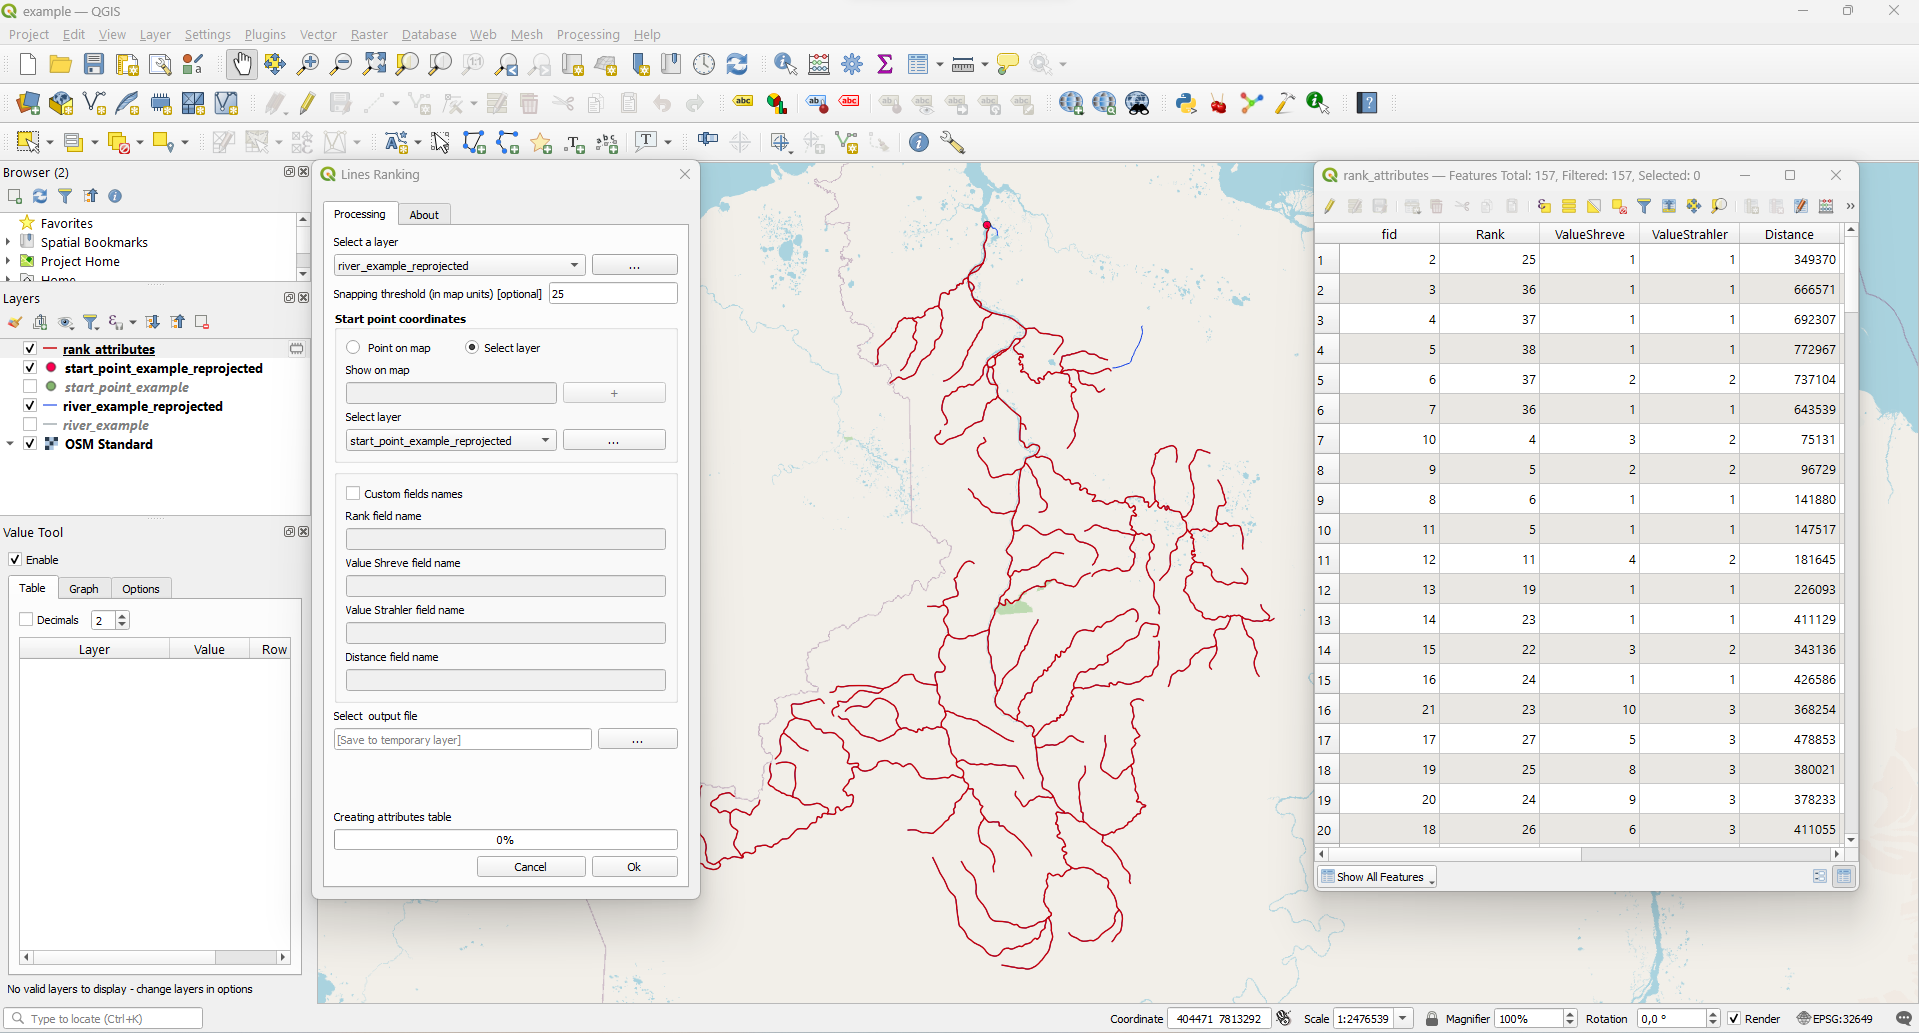 example — QGIS
Project Edit View Layer Settings Plugins Vector Raster Database Web Mesh Processing Help
Browser (2)
Favorites
Spatial Bookmarks
Project Home
Home
Layers
rank_attributes
start_point_example_reprojected
start_point_example
river_example_reprojected
river_example
OSM Standard
Value Tool
Enable
Table Graph Options
Decimals 2
Layer Value Row
No valid layers to display - change layers in options
Type to locate (Ctrl+K)
Lines Ranking
Processing About
Select a layer
river_example_reprojected ...
Snapping threshold (in map units) [optional] 25
Start point coordinates
Point on map Select layer
Show on map
+
Select layer
start_point_example_reprojected ...
Custom fields names
Rank field name
Value Shreve field name
Value Strahler field name
Distance field name
Select output file
[Save to temporary layer] ...
Creating attributes table
0%
Cancel Ok
rank_attributes — Features Total: 157, Filtered: 157, Selected: 0
fid Rank ValueShreve ValueStrahler Distance
1 2 25 1 1 349370
2 3 36 1 1 666571
3 4 37 1 1 692307
4 5 38 1 1 772967
5 6 37 2 2 737104
6 7 36 1 1 643539
7 10 4 3 2 75131
8 9 5 2 2 96729
9 8 6 1 1 141880
10 11 5 1 1 147517
11 12 11 4 2 181645
12 13 19 1 1 226093
13 14 23 1 1 411129
14 15 22 3 2 343136
15 16 24 1 1 426586
16 21 23 10 3 368254
17 17 27 5 3 478853
18 19 25 8 3 380021
19 20 24 9 3 378233
20 18 26 6 3 411055
Show All Features
Coordinate 404471 7813292 Scale 1:2476539 Magnifier 100% Rotation 0,0 ° Render EPSG:32649